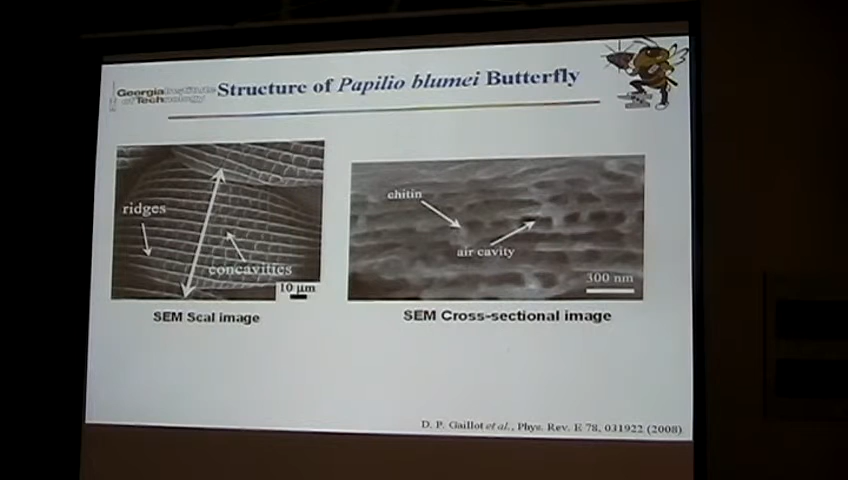 Georgia Institute
of Technology
Structure of Papilio blumei Butterfly
ridges
concavities
10 μm
chitin
air cavity
300 nm
SEM Scal image
SEM Cross-sectional image
D. P. Gaillot et al., Phys. Rev. E 78, 031922 (2008)